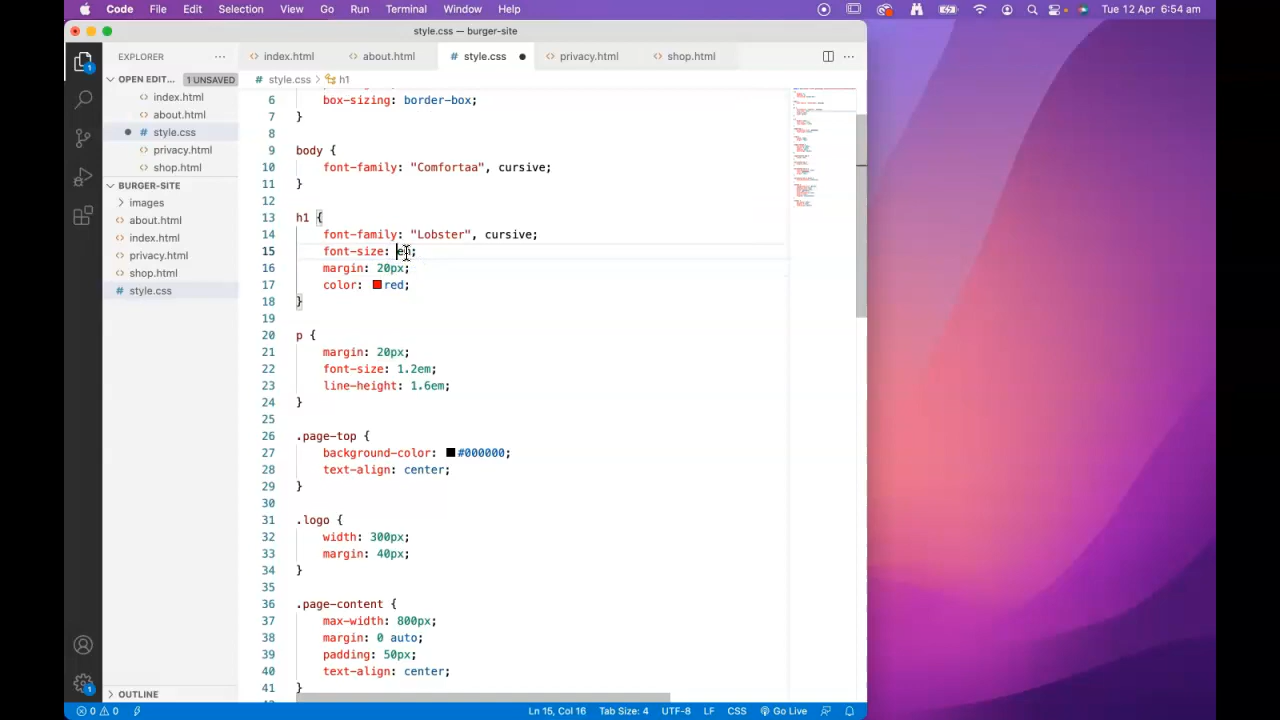 Code File Edit Selection View Go Run Terminal Window Help Tue 12 Apr 6:54 am
style.css — burger-site
EXPLORER
index.html about.html style.css privacy.html shop.html
OPEN EDIT... 1 UNSAVED
style.css > h1
index.html
about.html
style.css
privacy.html
shop.html
BURGER-SITE
images
about.html
index.html
privacy.html
shop.html
style.css
OUTLINE
6 box-sizing: border-box;
7 }
8
9 body {
10 font-family: "Comfortaa", cursive;
11 }
12
13 h1 {
14 font-family: "Lobster", cursive;
15 font-size: em;
16 margin: 20px;
17 color: red;
18 }
19
20 p {
21 margin: 20px;
22 font-size: 1.2em;
23 line-height: 1.6em;
24 }
25
26 .page-top {
27 background-color: #000000;
28 text-align: center;
29 }
30
31 .logo {
32 width: 300px;
33 margin: 40px;
34 }
35
36 .page-content {
37 max-width: 800px;
38 margin: 0 auto;
39 padding: 50px;
40 text-align: center;
41 }
1
1
0 0 Ln 15, Col 16 Tab Size: 4 UTF-8 LF CSS Go Live